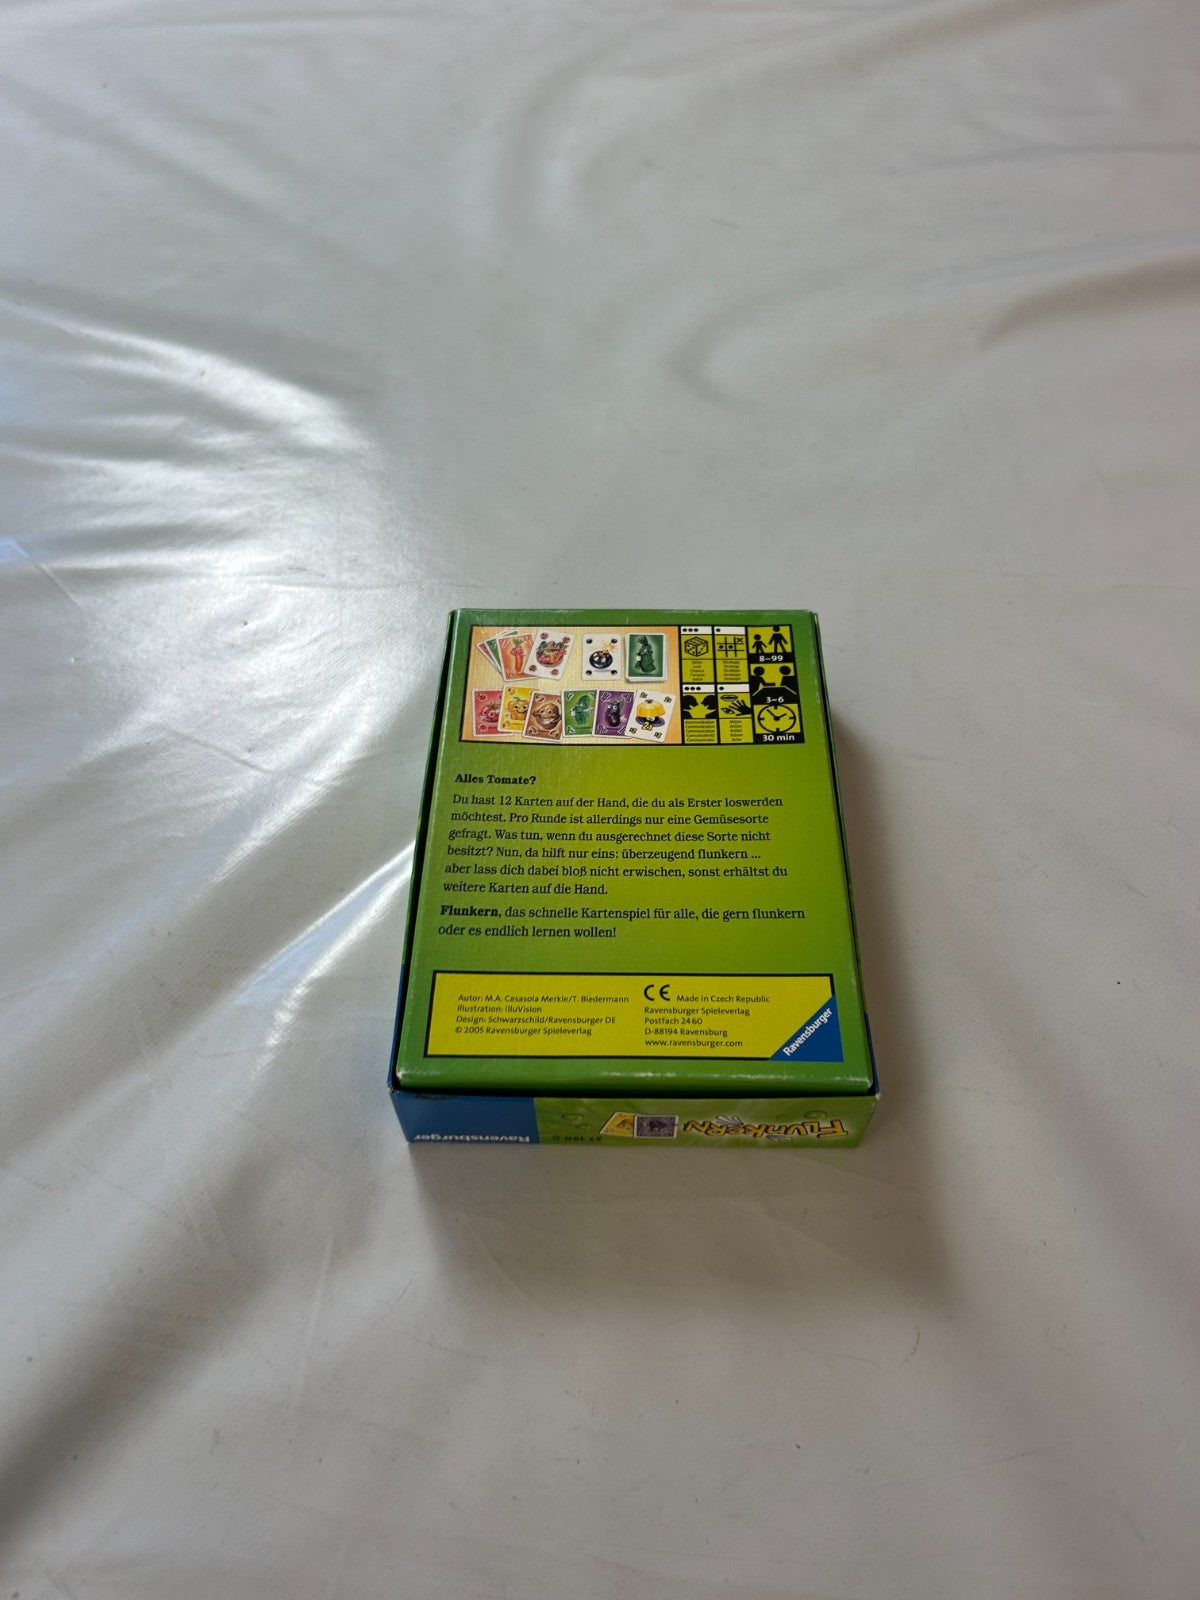 8–99
3–6
30 min
Alles Tomate?
Du hast 12 Karten auf der Hand, die du als Erster loswerden
möchtest. Pro Runde ist allerdings nur eine Gemüsesorte
gefragt. Was tun, wenn du ausgerechnet diese Sorte nicht
besitzt? Nun, da hilft nur eins: überzeugend flunkern ...
aber lass dich dabei bloß nicht erwischen, sonst erhältst du
weitere Karten auf die Hand.
Flunkern, das schnelle Kartenspiel für alle, die gern flunkern
oder es endlich lernen wollen!
Autor: M.A. Casasola Merkle/T. Biedermann
Illustration: IlluVision
Design: Schwarzschild/Ravensburger DE
© 2005 Ravensburger Spieleverlag
CE Made in Czech Republic
Ravensburger Spieleverlag
Postfach 24 60
D-88194 Ravensburg
www.ravensburger.com
Ravensburger
Ravensburger
FLUNKERN